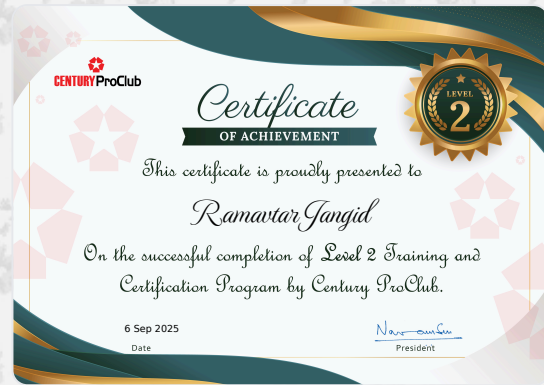 CENTURY ProClub
Certificate
OF ACHIEVEMENT
LEVEL
2
This certificate is proudly presented to
Ramavtar Jangid
On the successful completion of Level 2 Training and
Certification Program by Century ProClub.
6 Sep 2025
Date
President